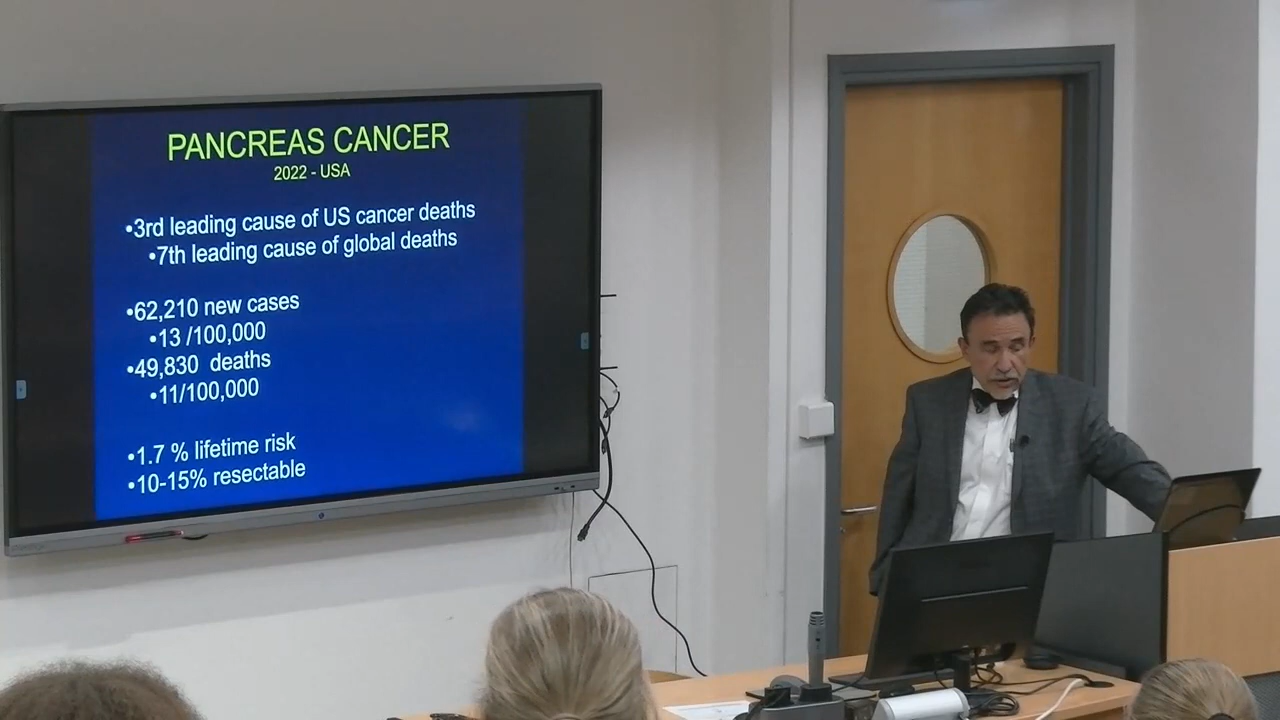 PANCREAS CANCER
2022 - USA
•3rd leading cause of US cancer deaths
•7th leading cause of global deaths
•62,210 new cases
•13 /100,000
•49,830 deaths
•11/100,000
•1.7 % lifetime risk
•10-15% resectable